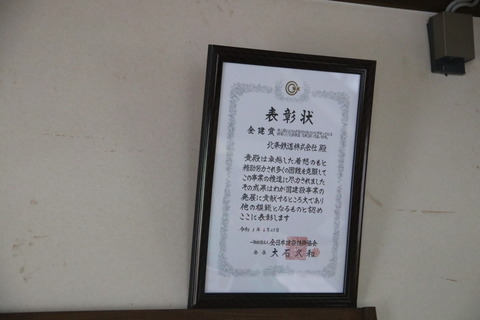 表彰状
全建賞
北条鉄道株式会社殿
貴殿は卓越した着想のもと
格段努力され多くの困難を克服して
この事業の推進に尽力されました
その成果はわが国建設事業の
発展に貢献するところ大であり
他の模範となるものと認め
ここに表彰します
一般社団法人 全日本建設技術協会
会長 大石久和